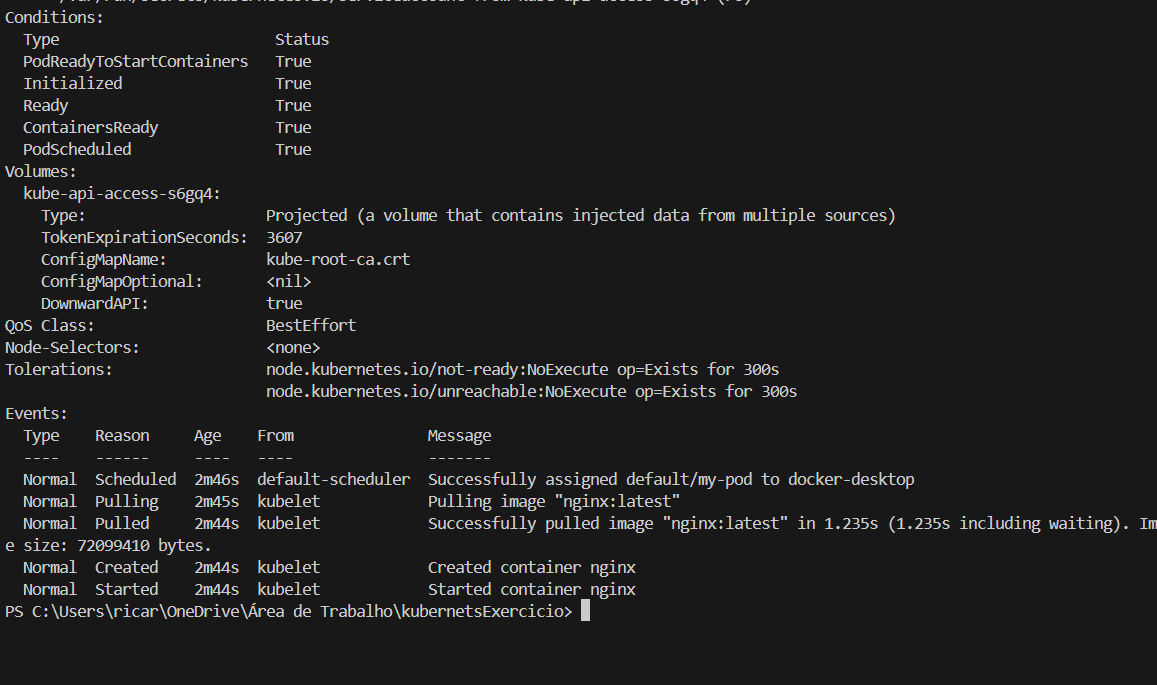 Conditions:
  Type                        Status
  PodReadyToStartContainers   True
  Initialized                 True
  Ready                       True
  ContainersReady             True
  PodScheduled                True
Volumes:
  kube-api-access-s6gq4:
    Type:                    Projected (a volume that contains injected data from multiple sources)
    TokenExpirationSeconds:  3607
    ConfigMapName:           kube-root-ca.crt
    ConfigMapOptional:       <nil>
    DownwardAPI:             true
QoS Class:                   BestEffort
Node-Selectors:              <none>
Tolerations:                 node.kubernetes.io/not-ready:NoExecute op=Exists for 300s
                             node.kubernetes.io/unreachable:NoExecute op=Exists for 300s
Events:
  Type    Reason     Age    From               Message
  ----    ------     ----   ----               -------
  Normal  Scheduled  2m46s  default-scheduler  Successfully assigned default/my-pod to docker-desktop
  Normal  Pulling    2m45s  kubelet            Pulling image "nginx:latest"
  Normal  Pulled     2m44s  kubelet            Successfully pulled image "nginx:latest" in 1.235s (1.235s including waiting). Im
e size: 72099410 bytes.
  Normal  Created    2m44s  kubelet            Created container nginx
  Normal  Started    2m44s  kubelet            Started container nginx
PS C:\Users\ricar\OneDrive\Área de Trabalho\kubernetsExercicio>